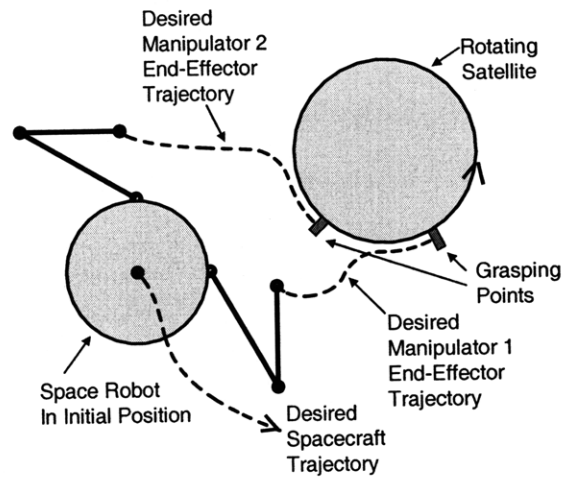 Desired
Manipulator 2
End-Effector
Trajectory
Rotating
Satellite
Grasping
Points
Desired
Manipulator 1
End-Effector
Trajectory
Space Robot
In Initial Position
Desired
Spacecraft
Trajectory